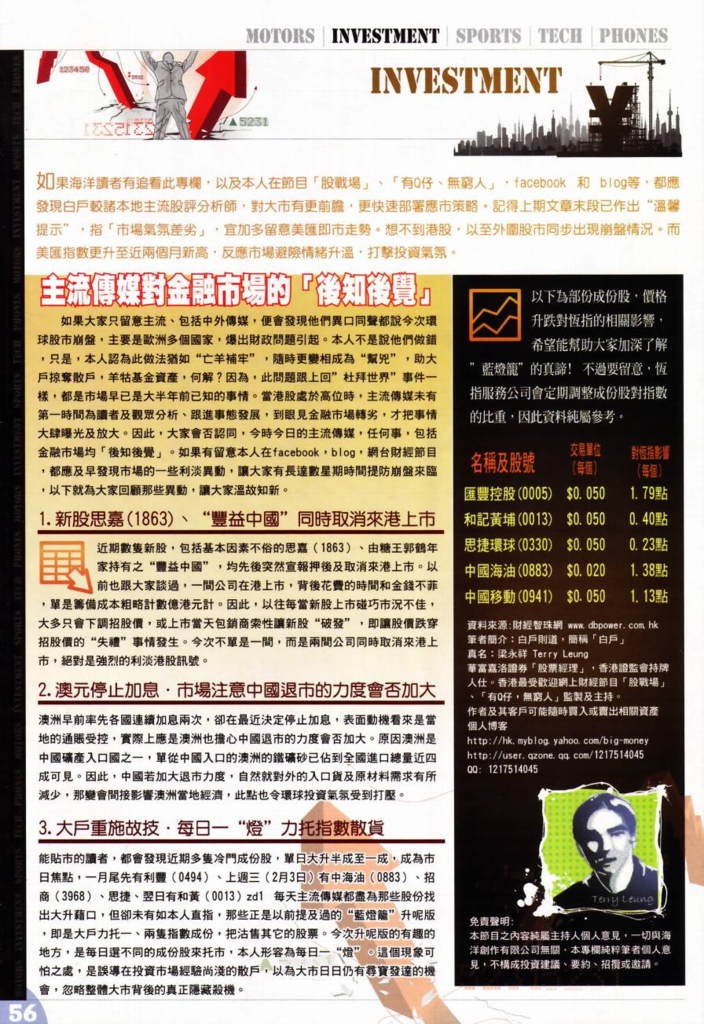 MOTORS | INVESTMENT | SPORTS | TECH | PHONES
INVESTMENT
如果海洋讀者有追看此專欄，以及本人在節目「股戰場」、「有Q仔、無窮人」，facebook 和 blog等，都應
發現白戶較諸本地主流股評分析師，對大市有更前瞻，更快速部署應市策略。記得上期文章末段已作出“溫馨
提示”，指「市場氣氛差劣」，宜加多留意美匯即市走勢。想不到港股，以至外圍股市同步出現崩盤情況。而
美匯指數更升至近兩個月新高，反應市場避險情緒升溫，打擊投資氣氛。
主流傳媒對金融市場的「後知後覺」
如果大家只留意主流、包括中外傳媒，便會發現他們異口同聲都說今次環
球股市崩盤，主要是歐洲多個國家，爆出財政問題引起。本人不是說他們做錯
，只是，本人認為此做法猶如“亡羊補牢”，隨時更變相成為“幫兇”，助大
戶掠奪散戶，羊牯基金資產，何解？因為，此問題跟上回“杜拜世界”事件一
樣，都是市場早已是大半年前已知的事情。當港股處於高位時，主流傳媒未有
第一時間為讀者及觀眾分析、跟進事態發展，到眼見金融市場轉劣，才把事情
大肆曝光及放大。因此，大家會否認同，今時今日的主流傳媒，任何事，包括
金融市場均「後知後覺」。如果有留意本人在facebook，blog，網台財經節目
，都應及早發現市場的一些利淡異動，讓大家有長達數星期時間提防崩盤來臨
，以下就為大家回顧那些異動，讓大家溫故知新。
1.新股思嘉(1863)、“豐益中國”同時取消來港上市
近期數隻新股，包括基本因素不俗的思嘉（1863）、由糖王郭鶴年
家持有之“豐益中國”，均先後突然宣報押後及取消來港上市。以
前也跟大家談過，一間公司在港上市，背後花費的時間和金錢不菲
，單是籌備成本粗略計數億港元計。因此，以往每當新股上市碰巧市況不佳，
大多只會下調招股價，或上市當天包銷商索性讓新股“破發”，即讓股價跌穿
招股價的“失禮”事情發生。今次不單是一間，而是兩間公司同時取消來港上
市，絕對是強烈的利淡港股訊號。
2.澳元停止加息．市場注意中國退市的力度會否加大
澳洲早前率先各國連續加息兩次，卻在最近決定停止加息，表面動機看來是當
地的通賬受控，實際上應是澳洲也擔心中國退市的力度會否加大。原因澳洲是
中國礦產入口國之一，單從中國入口的澳洲的鐵礦砂已佔到全國進口總量近四
成可見。因此，中國若加大退市力度，自然就對外的入口貨及原材料需求有所
減少，那變會間接影響澳洲當地經濟，此點也令環球投資氣氛受到打壓。
3.大戶重施故技．每日一“燈”力托指數散貨
能貼市的讀者，都會發現近期多隻冷門成份股，單日大升半成至一成，成為市
日焦點，一月尾先有利豐（0494）、上週三（2月3日）有中海油（0883）、招
商（3968）、思捷、翌日有和黃（0013）zd1 每天主流傳媒都盡為那些股份找
出大升藉口，但卻未有如本人直指，那些正是以前提及過的“藍燈籠”升呢版
，即是大戶力托一、兩隻指數成份，把沽售其它的股票。今次升呢版的有趣的
地方，是每日選不同的成份股來托市，本人形容為每日一“燈”。這個現象可
怕之處，是誤導在投資市場經驗尚淺的散戶，以為大市日日仍有尋寶發達的機
會，忽略整體大市背後的真正隱藏殺機。
56
以下為部份成份股，價格
升跌對恆指的相關影響，
希望能幫助大家加深了解
”藍燈籠”的真諦! 不過要留意，恆
指服務公司會定期調整成份股對指數
的比重，因此資料純屬參考。
名稱及股號 交易單位(每個) 對恆指影響(每個)
匯豐控股(0005) $0.050 1.79點
和記黃埔(0013) $0.050 0.40點
思捷環球(0330) $0.050 0.23點
中國海油(0883) $0.020 1.38點
中國移動(0941) $0.050 1.13點
資料來源:財經智珠網 www.dbpower.com.hk
筆者簡介：白戶則道，簡稱「白戶」
真名：梁永祥 Terry Leung
華富嘉洛證券「股票經理」，香港證監會持牌
人仕。香港最受歡迎網上財經節目「股戰場」
、「有Q仔，無窮人」監製及主持。
作者及其客戶可能隨時買入或賣出相關資產
個人博客
http://hk.myblog.yahoo.com/big-money
http://user.qzone.qq.com/1217514045
QQ: 1217514045
Terry Leung
免責聲明：
本節目之內容純屬主持人個人意見，一切與海
洋創作有限公司無關．本專欄純粹筆者個人意
見，不構成投資建議、要約、招攬或邀請。